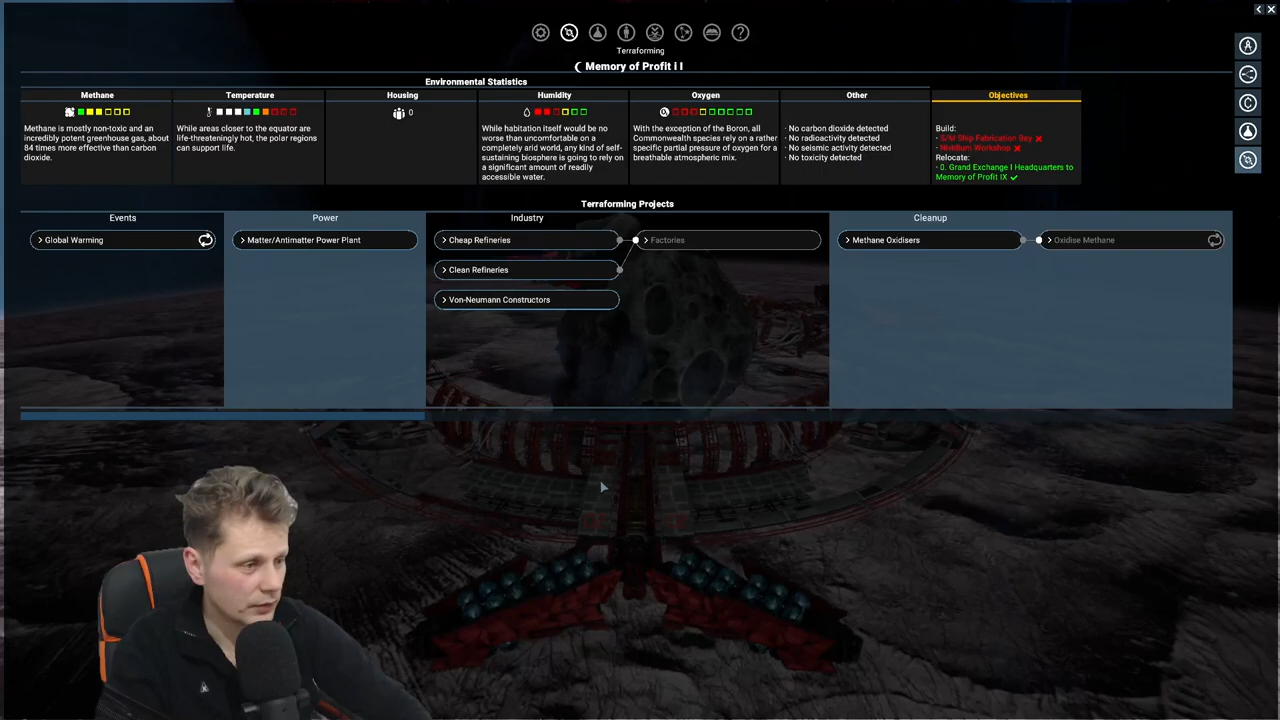 Terraforming
Memory of Profit i I
Environmental Statistics
Methane
Temperature
Housing
Humidity
Oxygen
Other
Objectives
0
Methane is mostly non-toxic and an
incredibly potent greenhouse gas, about
84 times more effective than carbon
dioxide.
While areas closer to the equator are
life-threateningly hot, the polar regions
can support life.
While habitation itself would be no
worse than uncomfortable on a
completely arid world, any kind of self-
sustaining biosphere is going to rely on
a significant amount of readily
accessible water.
With the exception of the Boron, all
Commonwealth species rely on a rather
specific partial pressure of oxygen for a
breathable atmospheric mix.
· No carbon dioxide detected
· No radioactivity detected
· No seismic activity detected
· No toxicity detected
Build:
· S/M Ship Fabrication Bay
· Nividium Workshop
Relocate:
· 0. Grand Exchange I Headquarters to
Memory of Profit IX
Terraforming Projects
Events
Power
Industry
Cleanup
Global Warming
Matter/Antimatter Power Plant
Cheap Refineries
Factories
Methane Oxidisers
Oxidise Methane
Clean Refineries
Von-Neumann Constructors